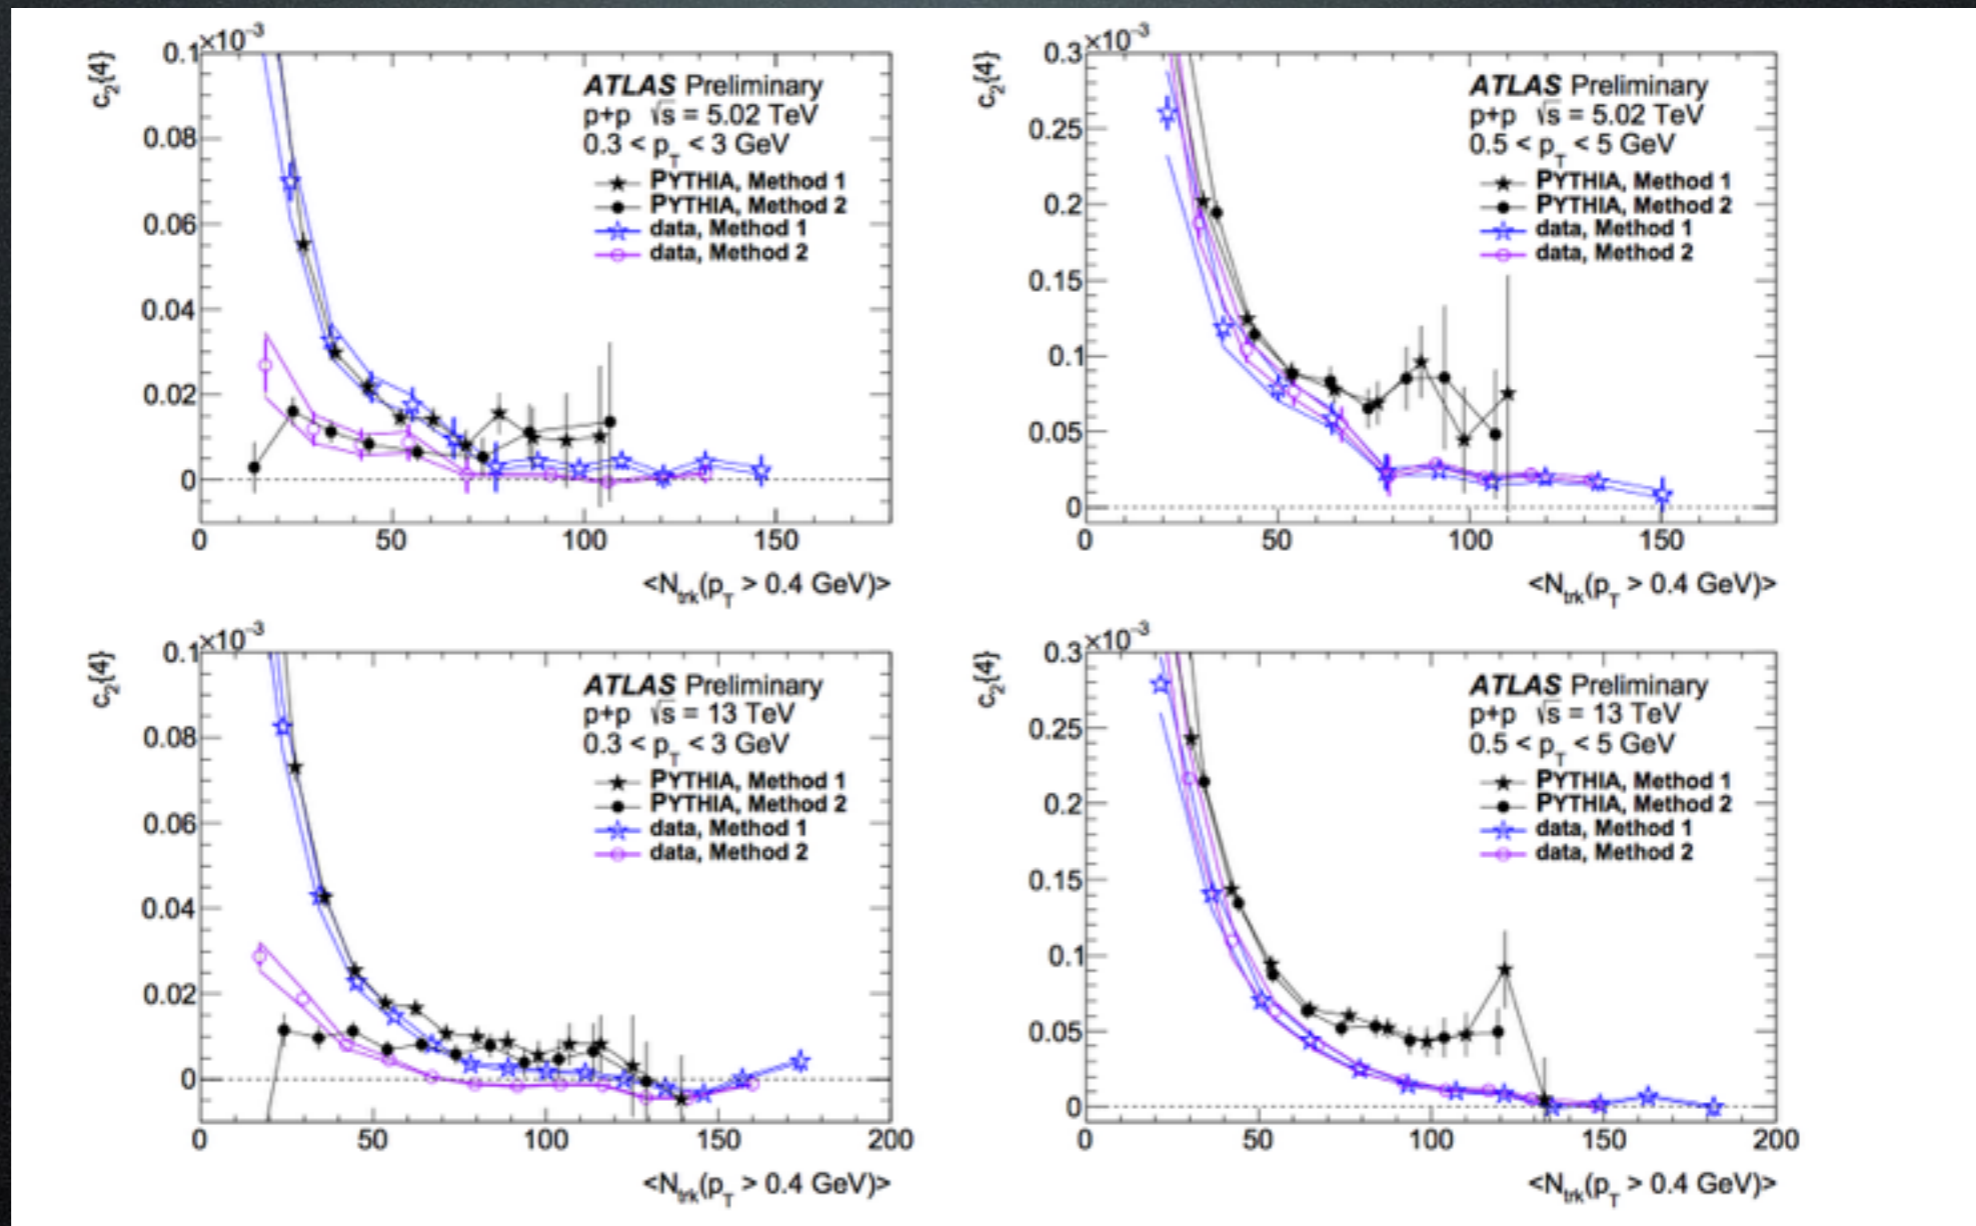 0.1 ×10⁻³
c₂{4}
ATLAS Preliminary
p+p √s = 5.02 TeV
0.3 < p_T < 3 GeV
PYTHIA, Method 1
PYTHIA, Method 2
data, Method 1
data, Method 2
0.08
0.06
0.04
0.02
0
0 50 100 150
<N_trk(p_T > 0.4 GeV)>
0.3 ×10⁻³
c₂{4}
ATLAS Preliminary
p+p √s = 5.02 TeV
0.5 < p_T < 5 GeV
PYTHIA, Method 1
PYTHIA, Method 2
data, Method 1
data, Method 2
0.25
0.2
0.15
0.1
0.05
0
0 50 100 150
<N_trk(p_T > 0.4 GeV)>
0.1 ×10⁻³
c₂{4}
ATLAS Preliminary
p+p √s = 13 TeV
0.3 < p_T < 3 GeV
PYTHIA, Method 1
PYTHIA, Method 2
data, Method 1
data, Method 2
0.08
0.06
0.04
0.02
0
0 50 100 150 200
<N_trk(p_T > 0.4 GeV)>
0.3 ×10⁻³
c₂{4}
ATLAS Preliminary
p+p √s = 13 TeV
0.5 < p_T < 5 GeV
PYTHIA, Method 1
PYTHIA, Method 2
data, Method 1
data, Method 2
0.25
0.2
0.15
0.1
0.05
0
0 50 100 150 200
<N_trk(p_T > 0.4 GeV)>